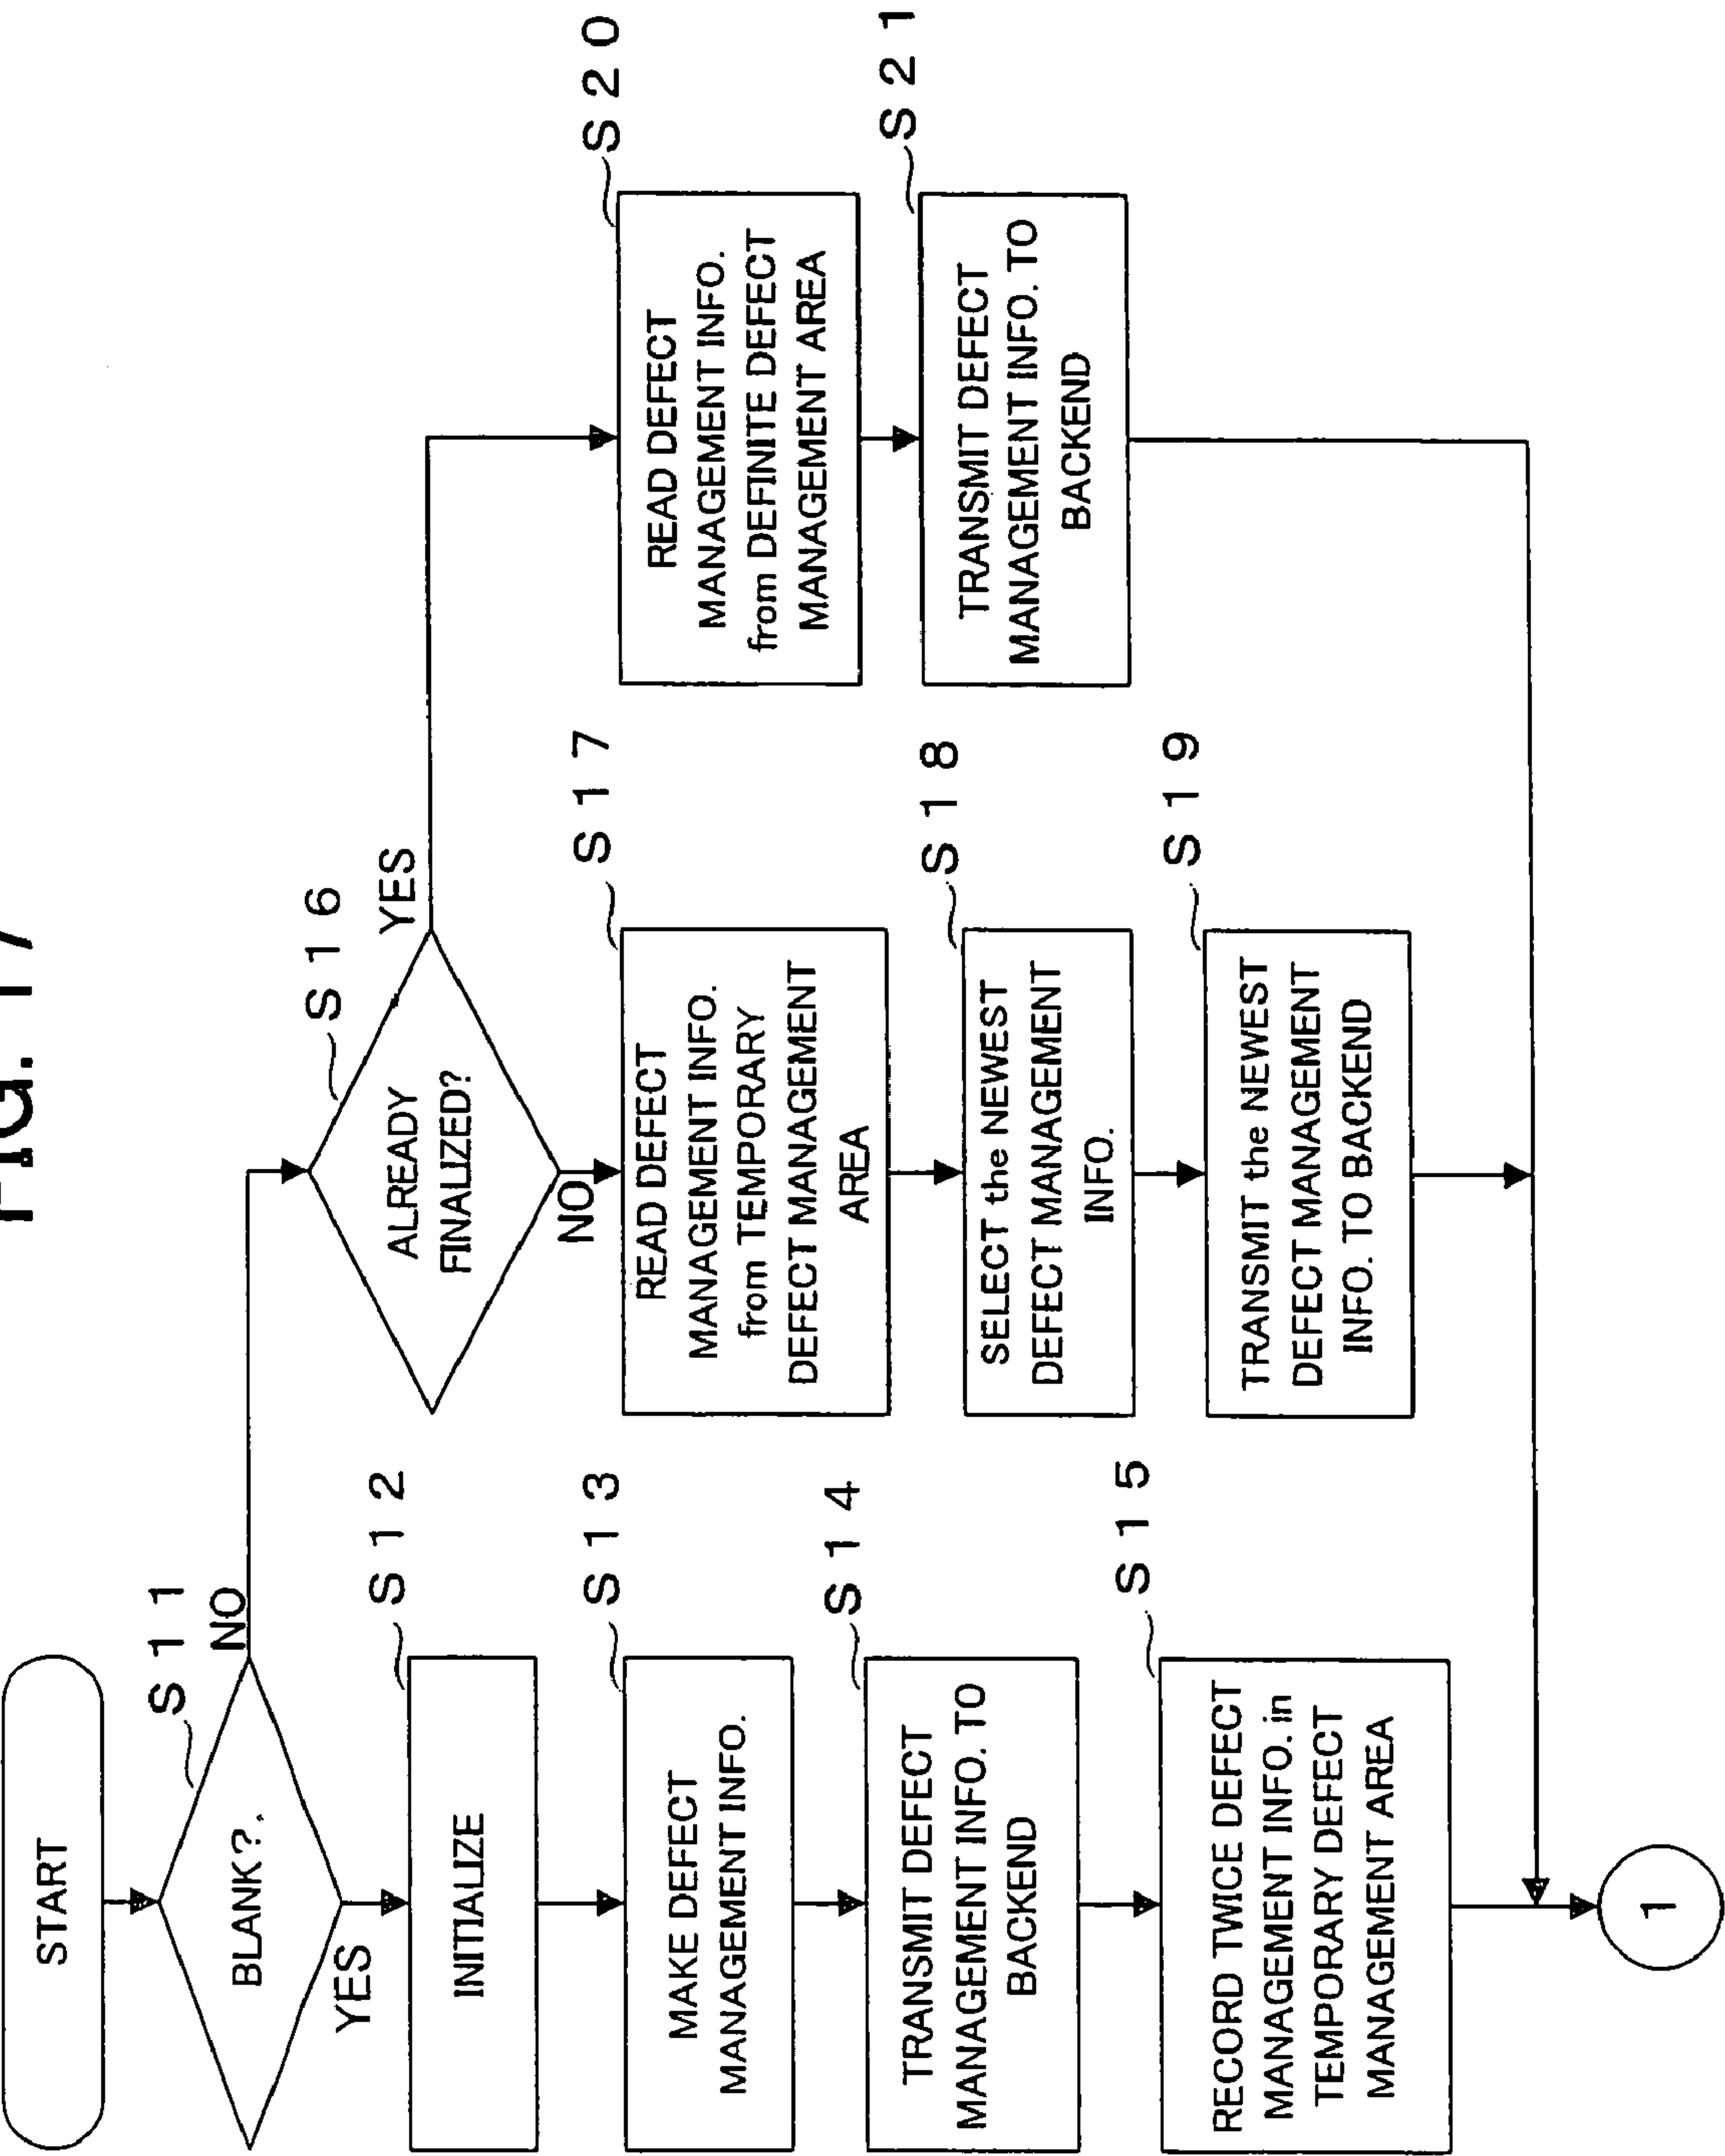 FIG. 17
START
S11
BLANK?
NO
YES
S12
INITIALIZE
S13
MAKE DEFECT
MANAGEMENT INFO.
S14
TRANSMIT DEFECT
MANAGEMENT INFO. TO
BACKEND
S15
RECORD TWICE DEFECT
MANAGEMENT INFO. in
TEMPORARY DEFECT
MANAGEMENT AREA
S16
ALREADY
FINALIZED?
YES
NO
S17
READ DEFECT
MANAGEMENT INFO.
from TEMPORARY
DEFECT MANAGEMENT
AREA
S18
SELECT the NEWEST
DEFECT MANAGEMENT
INFO.
S19
TRANSMIT the NEWEST
DEFECT MANAGEMENT
INFO. TO BACKEND
S20
READ DEFECT
MANAGEMENT INFO.
from DEFINITE DEFECT
MANAGEMENT AREA
S21
TRANSMIT DEFECT
MANAGEMENT INFO. TO
BACKEND
1